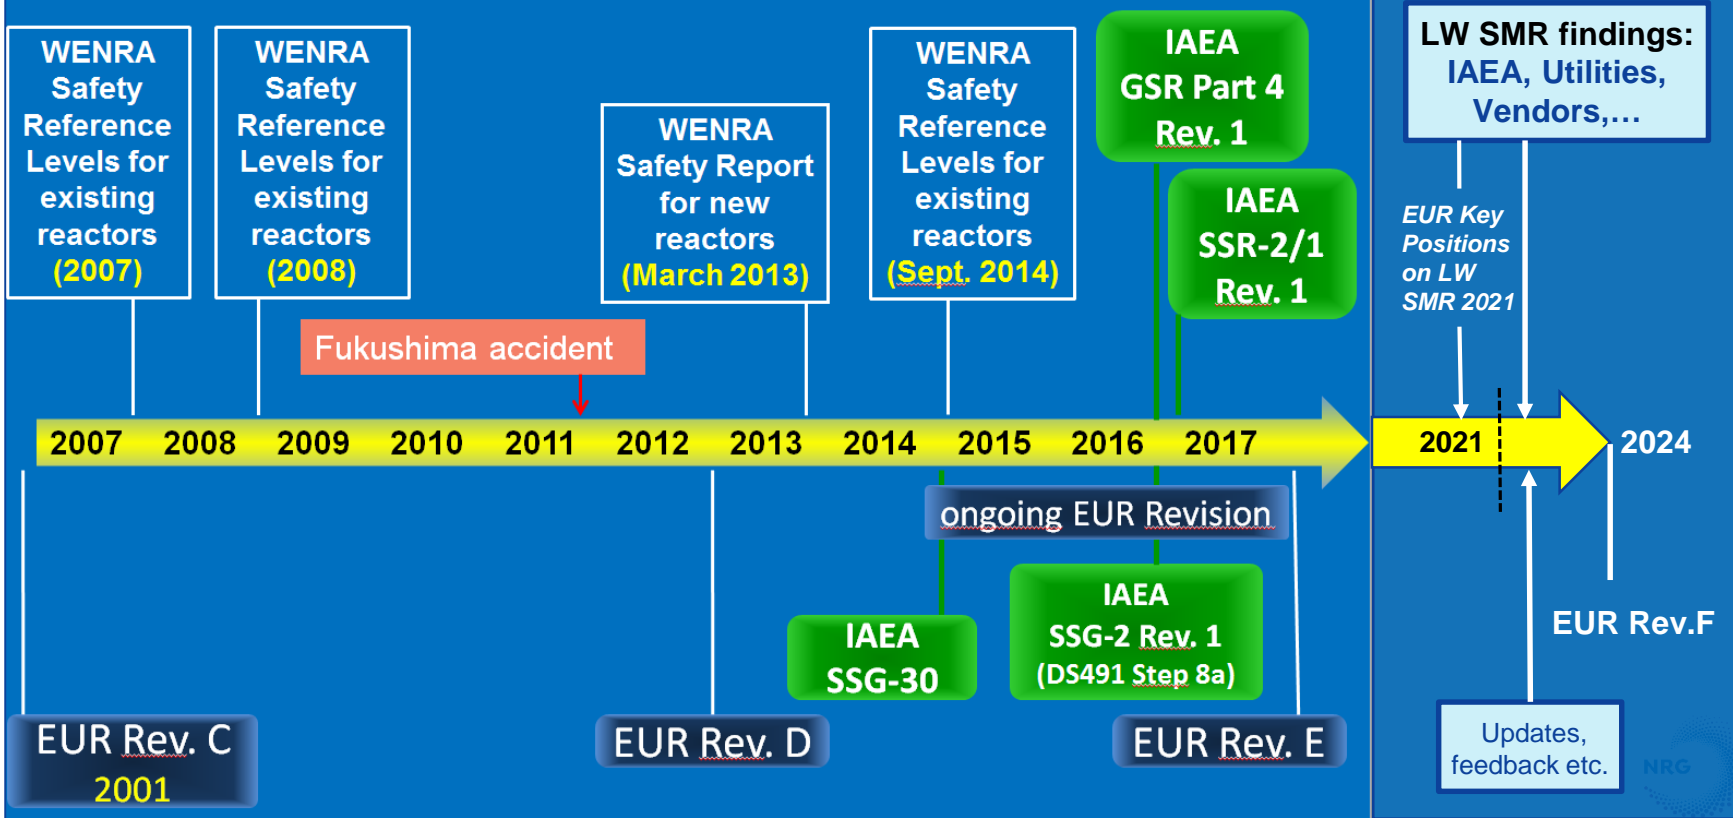 WENRA
Safety
Reference
Levels for
existing
reactors
(2007)
WENRA
Safety
Reference
Levels for
existing
reactors
(2008)
WENRA
Safety Report
for new
reactors
(March 2013)
WENRA
Safety
Reference
Levels for
existing
reactors
(Sept. 2014)
IAEA
GSR Part 4
Rev. 1
IAEA
SSR-2/1
Rev. 1
LW SMR findings:
IAEA, Utilities,
Vendors,...
EUR Key
Positions
on LW
SMR 2021
Fukushima accident
2007 2008 2009 2010 2011 2012 2013 2014 2015 2016 2017 2021 2024
ongoing EUR Revision
IAEA
SSG-30
IAEA
SSG-2 Rev. 1
(DS491 Step 8a)
EUR Rev.F
EUR Rev. C
2001
EUR Rev. D
EUR Rev. E
Updates,
feedback etc.
NRG